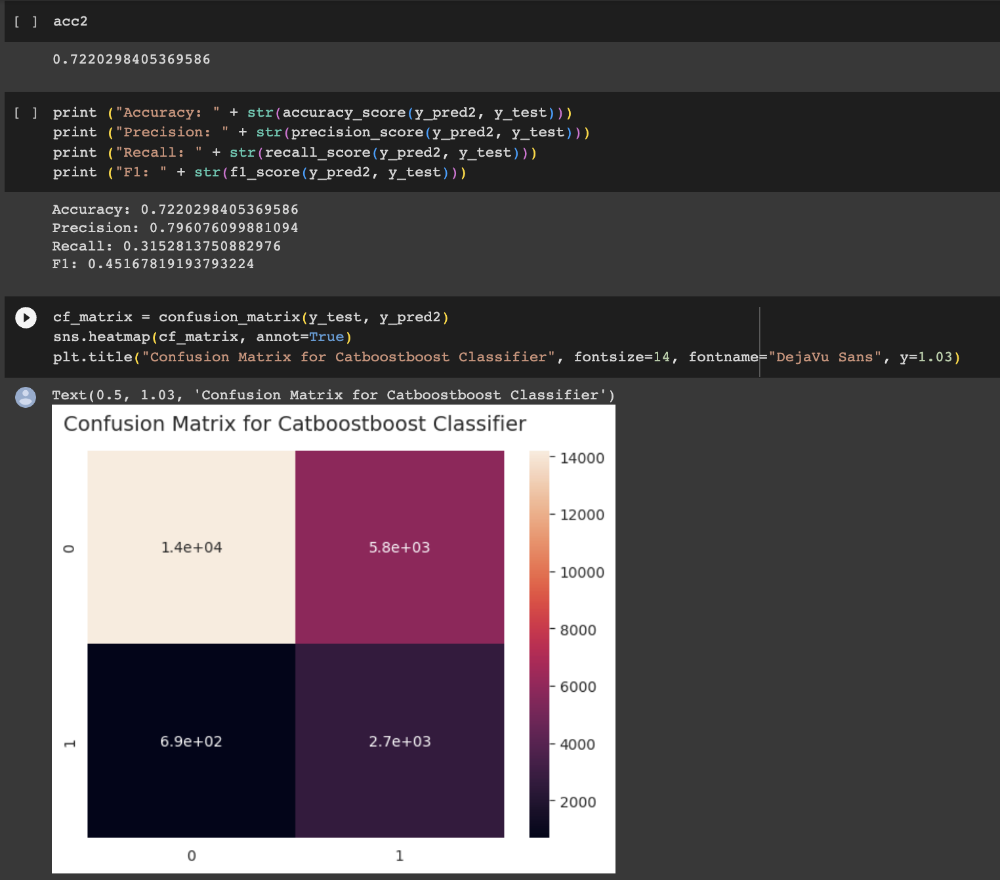 [ ] acc2
0.7220298405369586
[ ] print ("Accuracy: " + str(accuracy_score(y_pred2, y_test)))
print ("Precision: " + str(precision_score(y_pred2, y_test)))
print ("Recall: " + str(recall_score(y_pred2, y_test)))
print ("F1: " + str(f1_score(y_pred2, y_test)))
Accuracy: 0.7220298405369586
Precision: 0.796076099881094
Recall: 0.3152813750882976
F1: 0.45167819193793224
cf_matrix = confusion_matrix(y_test, y_pred2)
sns.heatmap(cf_matrix, annot=True)
plt.title("Confusion Matrix for Catboostboost Classifier", fontsize=14, fontname="DejaVu Sans", y=1.03)
Text(0.5, 1.03, 'Confusion Matrix for Catboostboost Classifier')
Confusion Matrix for Catboostboost Classifier
14000
12000
0 1.4e+04 5.8e+03
10000
8000
6000
1 6.9e+02 2.7e+03
4000
2000
0 1